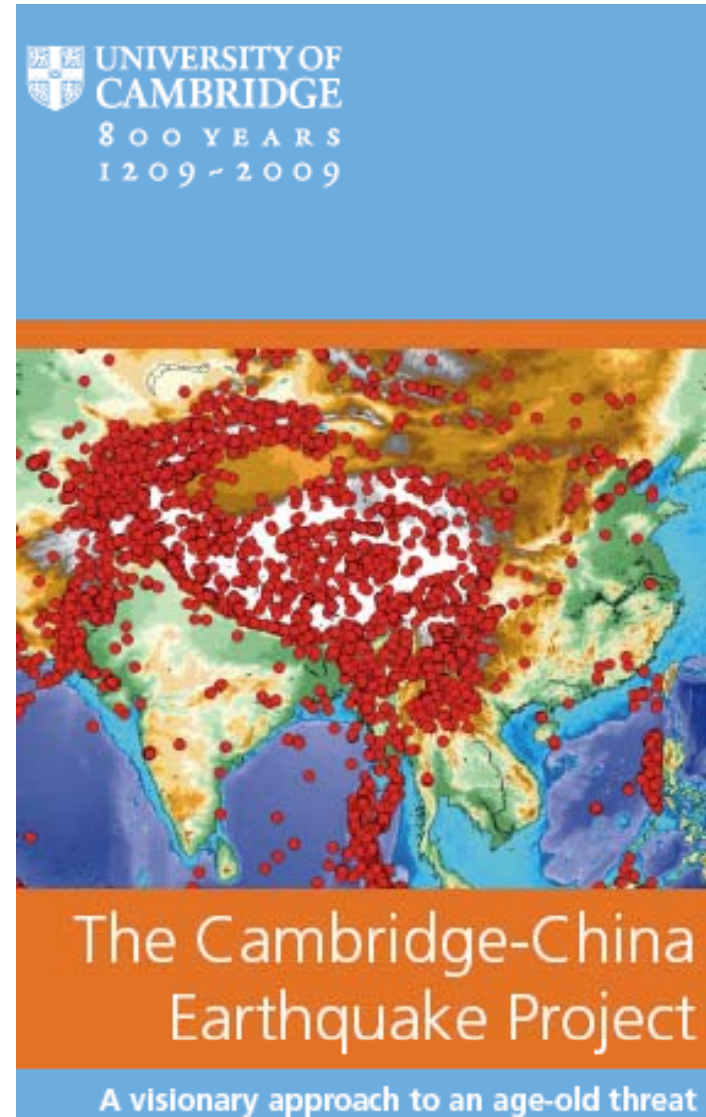 UNIVERSITY OF
CAMBRIDGE
800 YEARS
1209~2009
The Cambridge-China
Earthquake Project
A visionary approach to an age-old threat